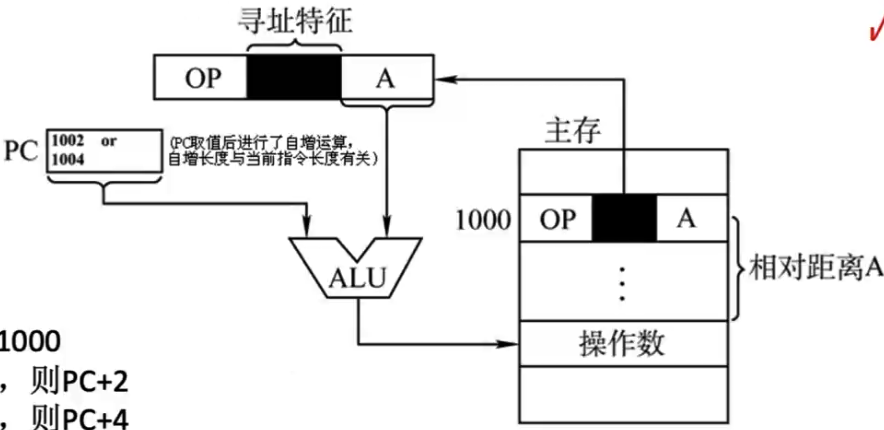 寻址特征
OP
A
PC
1002 or
1004
(PC取值后进行了自增运算，
自增长度与当前指令长度有关)
主存
1000
OP
A
相对距离A
ALU
操作数
1000
，则PC+2
，则PC+4